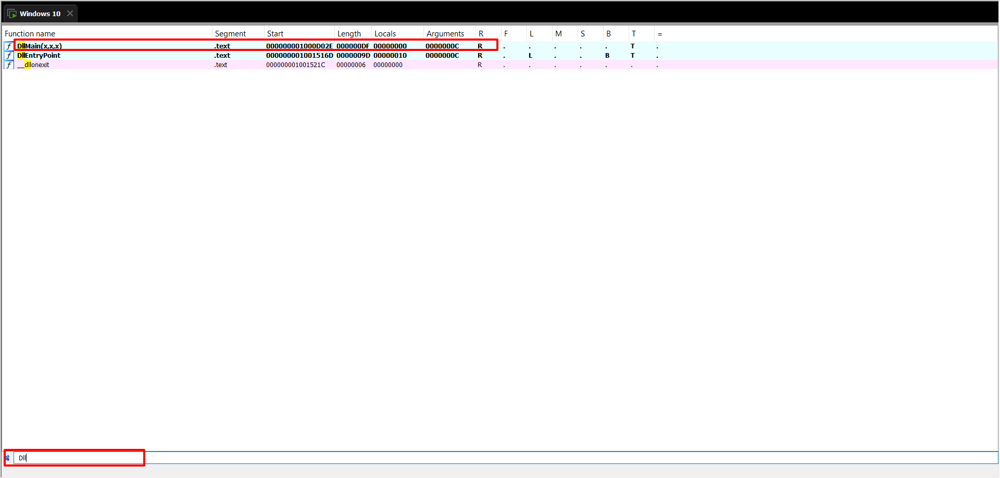 Windows 10
Function name Segment Start Length Locals Arguments R F L M S B T =
DllMain(x,x,x) .text 000000001000D02E 000000DF 00000000 0000000C R . . . . . T .
DllEntryPoint .text 000000001001516D 0000009D 00000010 0000000C R . L . . B T .
__dllonexit .text 000000001001521C 00000006 00000000 R . . . . . . .
Dll